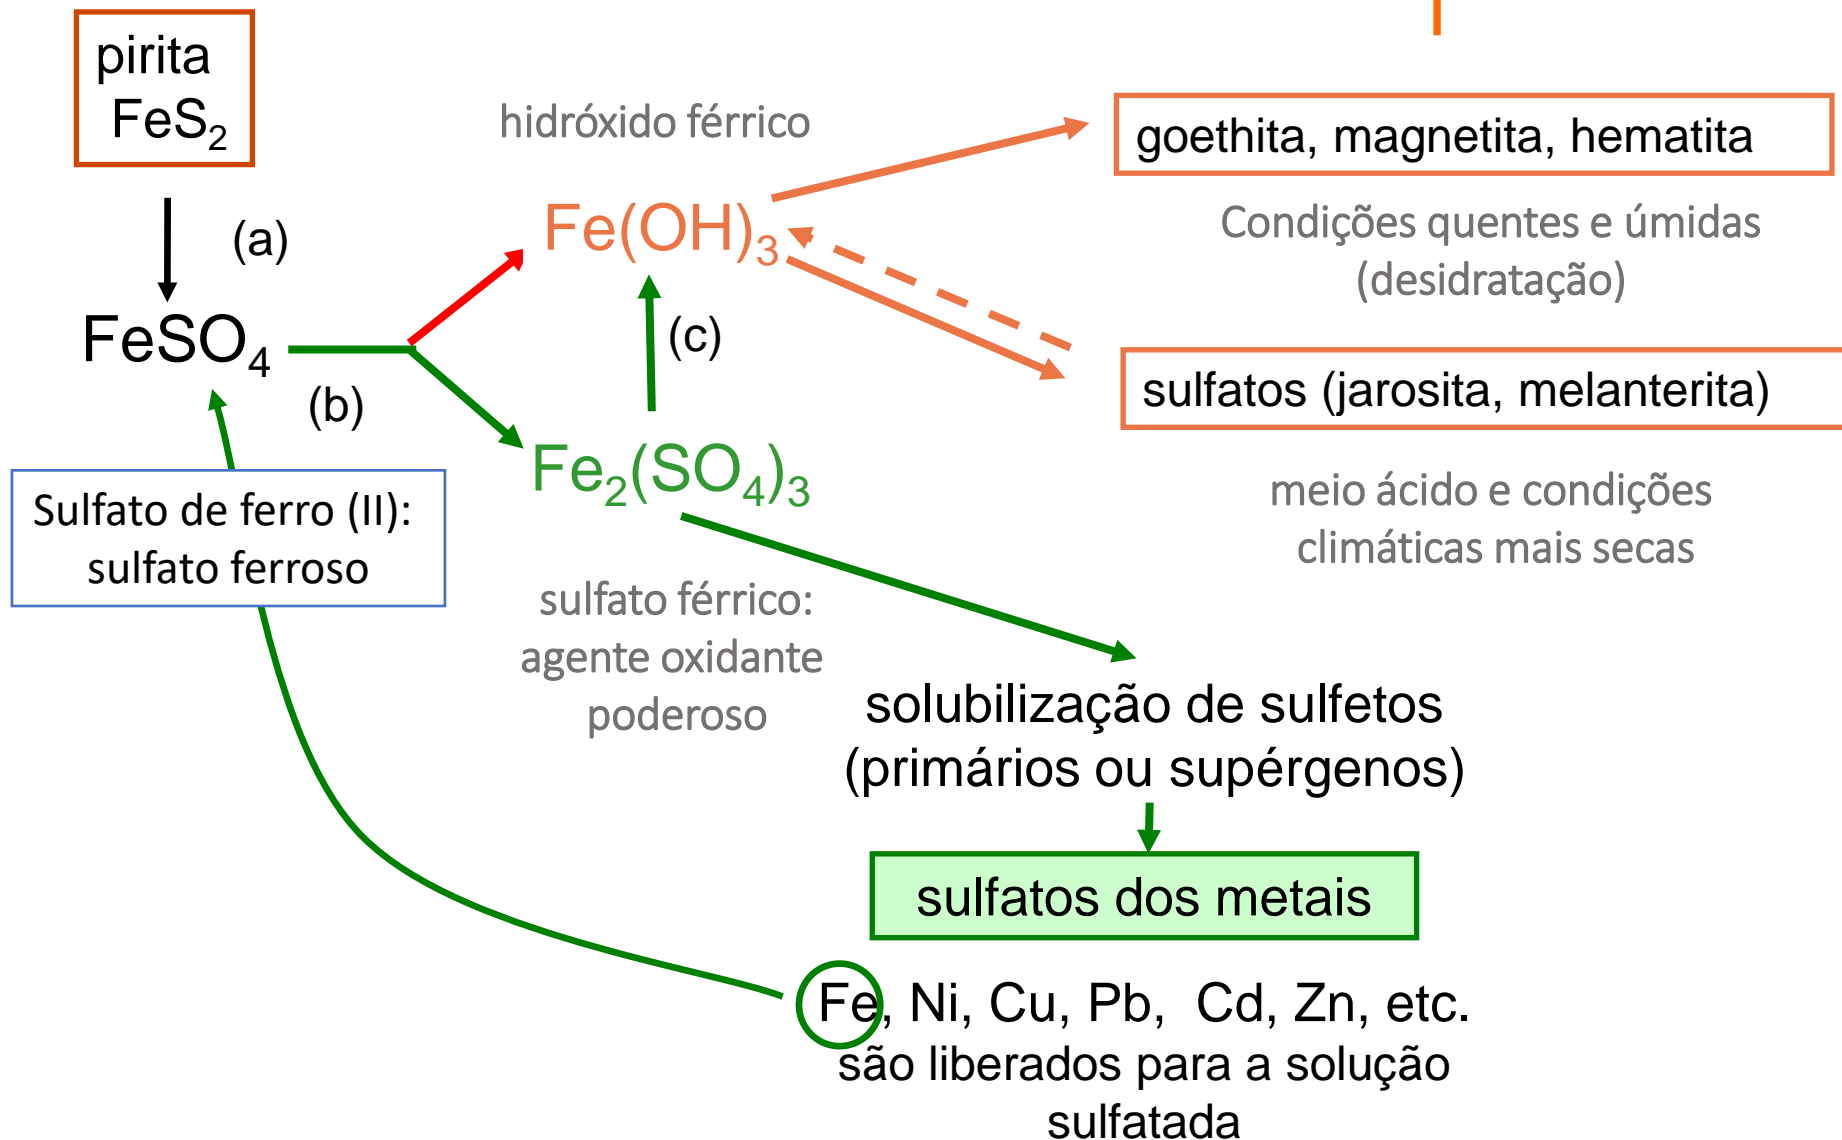 pirita
FeS₂
(a)
FeSO₄
(b)
Sulfato de ferro (II):
sulfato ferroso
hidróxido férrico
Fe(OH)₃
(c)
Fe₂(SO₄)₃
sulfato férrico:
agente oxidante
poderoso
goethita, magnetita, hematita
Condições quentes e úmidas
(desidratação)
sulfatos (jarosita, melanterita)
meio ácido e condições
climáticas mais secas
solubilização de sulfetos
(primários ou supérgenos)
sulfatos dos metais
Fe, Ni, Cu, Pb, Cd, Zn, etc.
são liberados para a solução
sulfatada